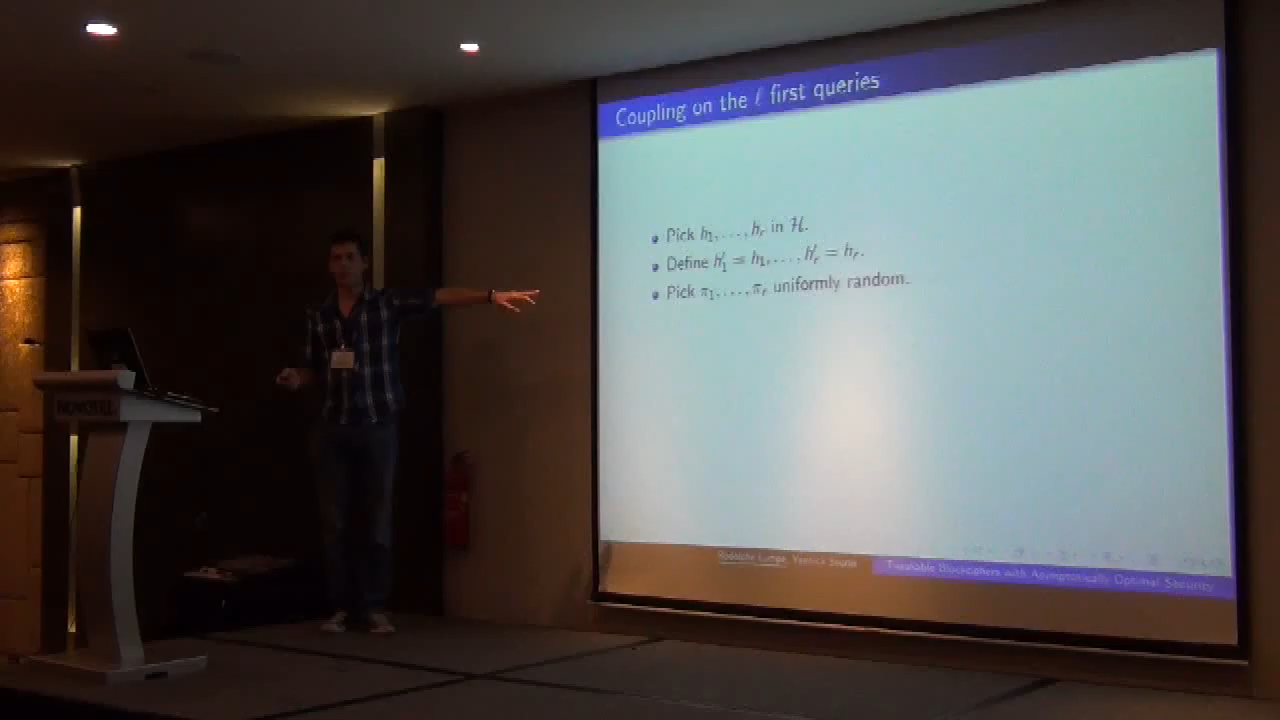 Coupling on the ℓ first queries
Pick h₁, . . . , hᵣ in ℋ.
Define h′₁ = h₁, . . . , h′ᵣ = hᵣ.
Pick π₁, . . . , πᵣ uniformly random.
NOVOTEL
Rodolphe Lampe, Yannick Seurin
Tweakable Blockciphers with Asymptotically Optimal Security